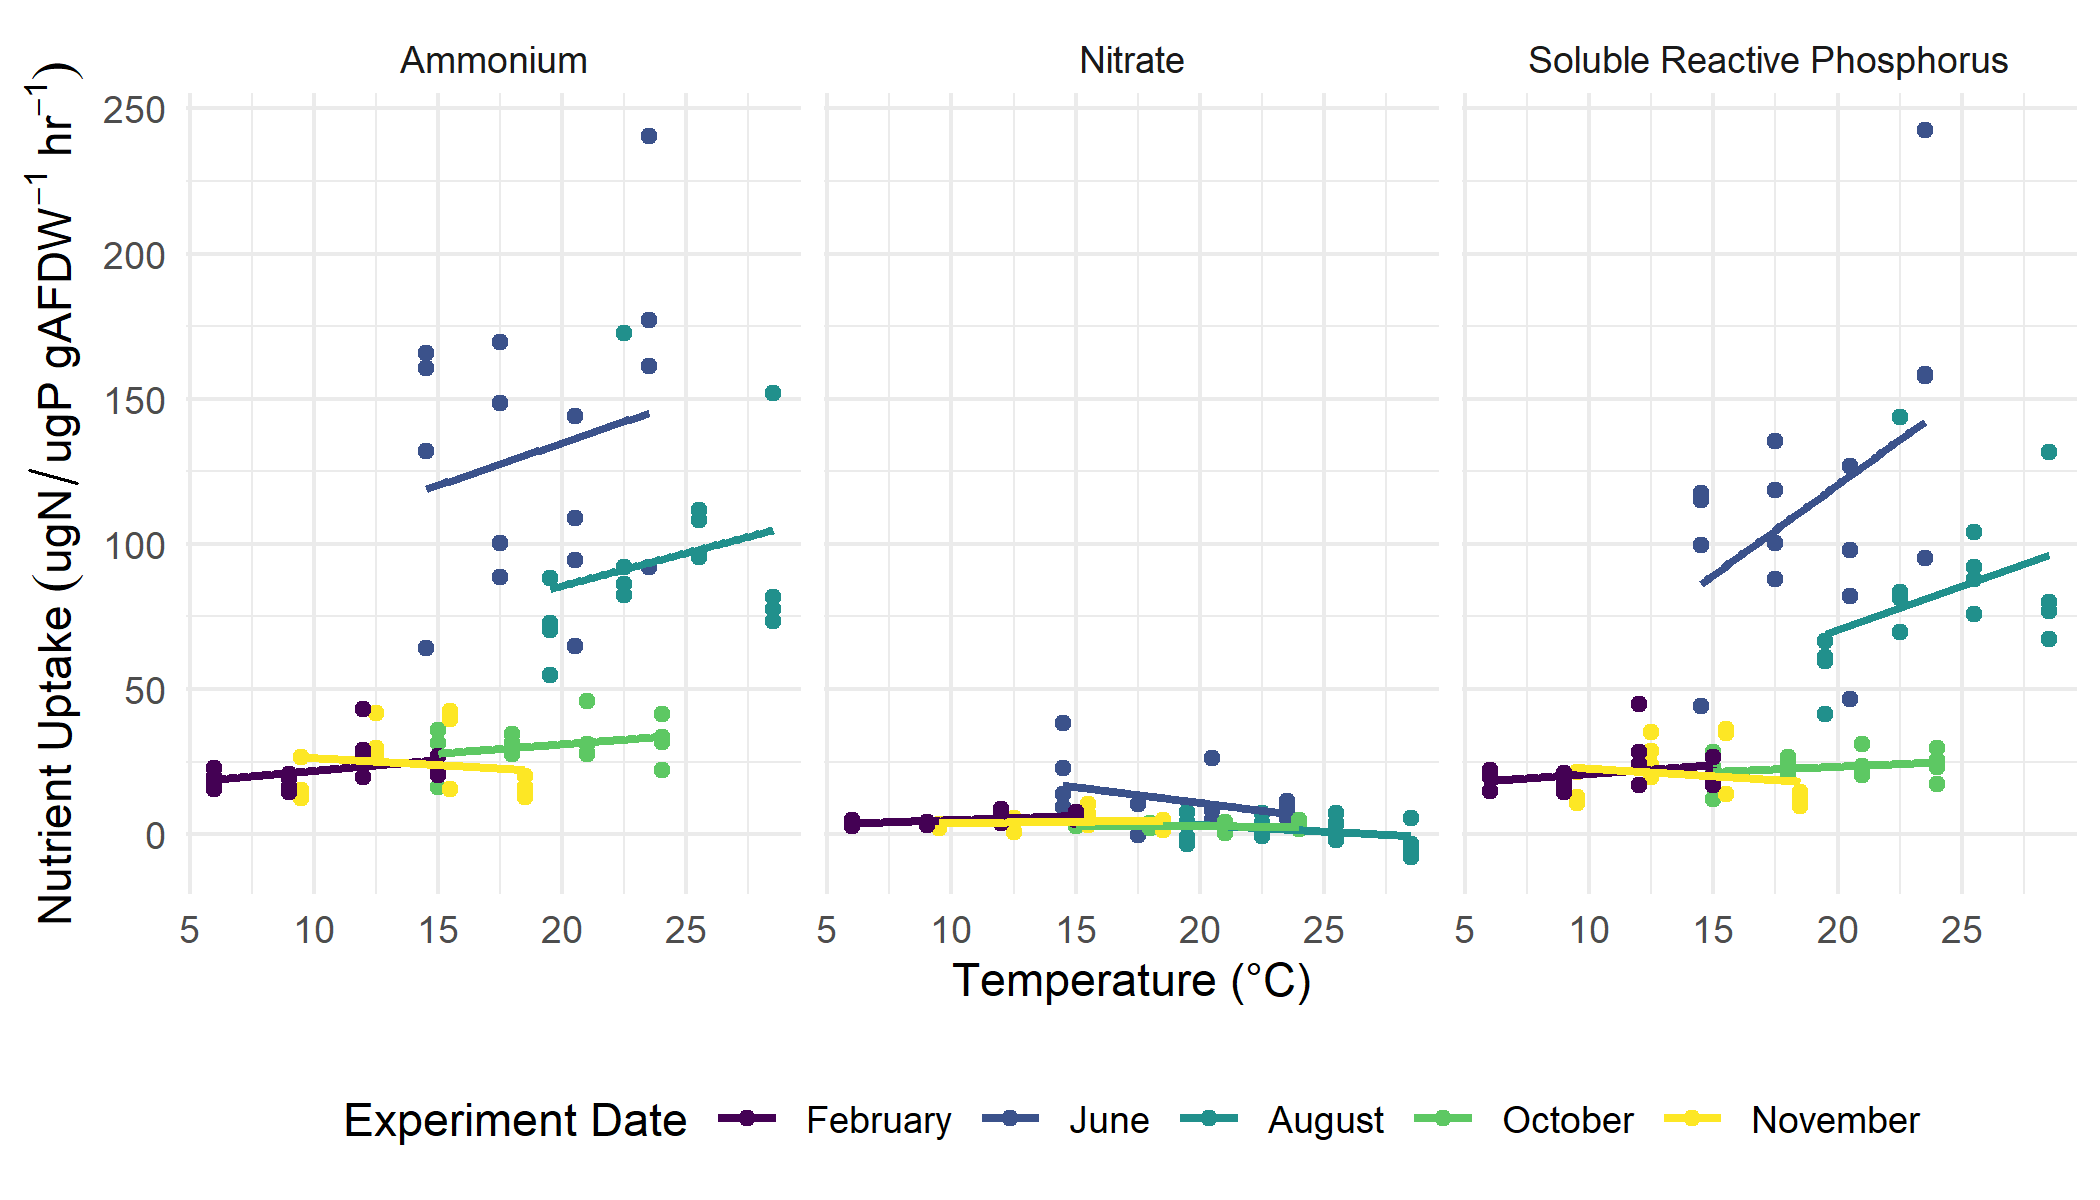 Ammonium Nitrate Soluble Reactive Phosphorus
Nutrient Uptake (ugN/ugP gAFDW⁻¹ hr⁻¹)
250
200
150
100
50
0
5 10 15 20 25 5 10 15 20 25 5 10 15 20 25
Temperature (°C)
Experiment Date February June August October November